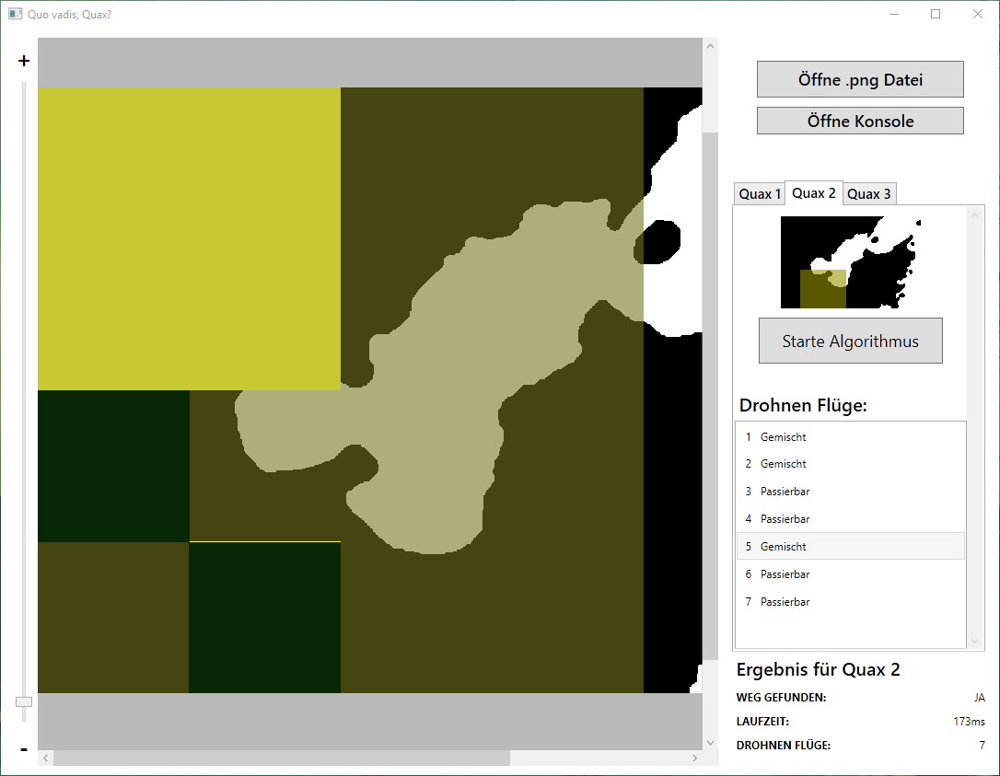 Quo vadis, Quax?
+
-
Öffne .png Datei
Öffne Konsole
Quax 1 Quax 2 Quax 3
Starte Algorithmus
Drohnen Flüge:
1 Gemischt
2 Gemischt
3 Passierbar
4 Passierbar
5 Gemischt
6 Passierbar
7 Passierbar
Ergebnis für Quax 2
WEG GEFUNDEN: JA
LAUFZEIT: 173ms
DROHNEN FLÜGE: 7